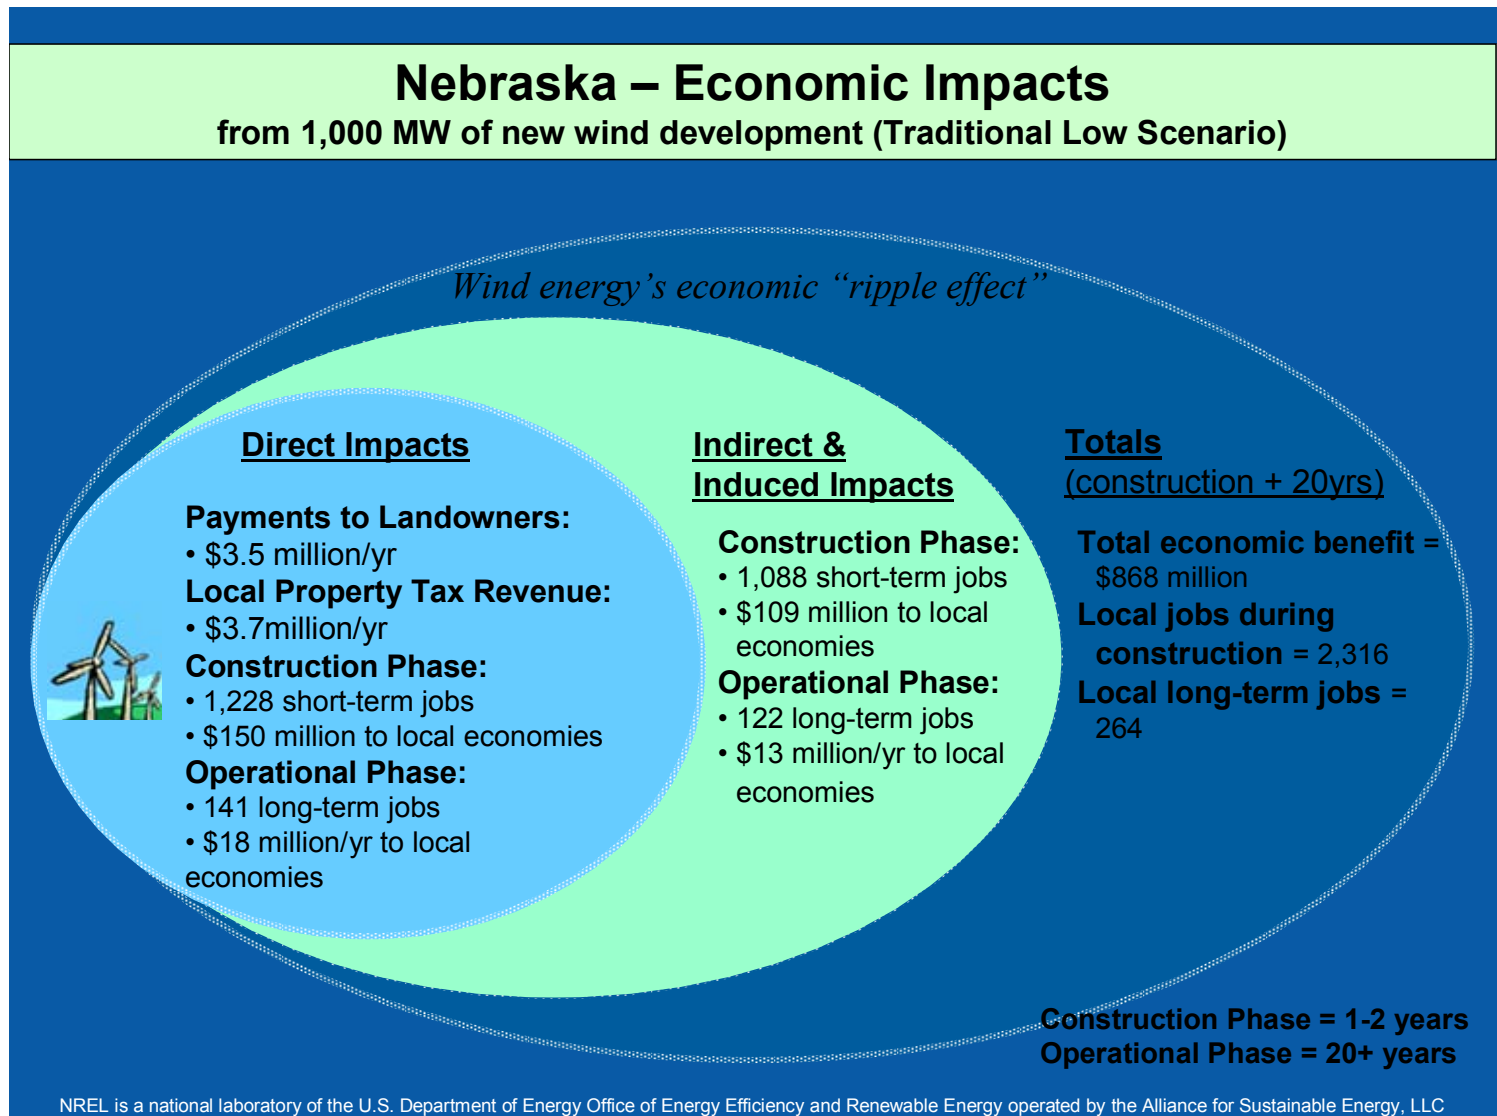 Nebraska – Economic Impacts
from 1,000 MW of new wind development (Traditional Low Scenario)
Wind energy’s economic “ripple effect”
Direct Impacts
Payments to Landowners:
• $3.5 million/yr
Local Property Tax Revenue:
• $3.7million/yr
Construction Phase:
• 1,228 short-term jobs
• $150 million to local economies
Operational Phase:
• 141 long-term jobs
• $18 million/yr to local
economies
Indirect &
Induced Impacts
Construction Phase:
• 1,088 short-term jobs
• $109 million to local
economies
Operational Phase:
• 122 long-term jobs
• $13 million/yr to local
economies
Totals
(construction + 20yrs)
Total economic benefit =
$868 million
Local jobs during
construction = 2,316
Local long-term jobs =
264
Construction Phase = 1-2 years
Operational Phase = 20+ years
NREL is a national laboratory of the U.S. Department of Energy Office of Energy Efficiency and Renewable Energy operated by the Alliance for Sustainable Energy, LLC